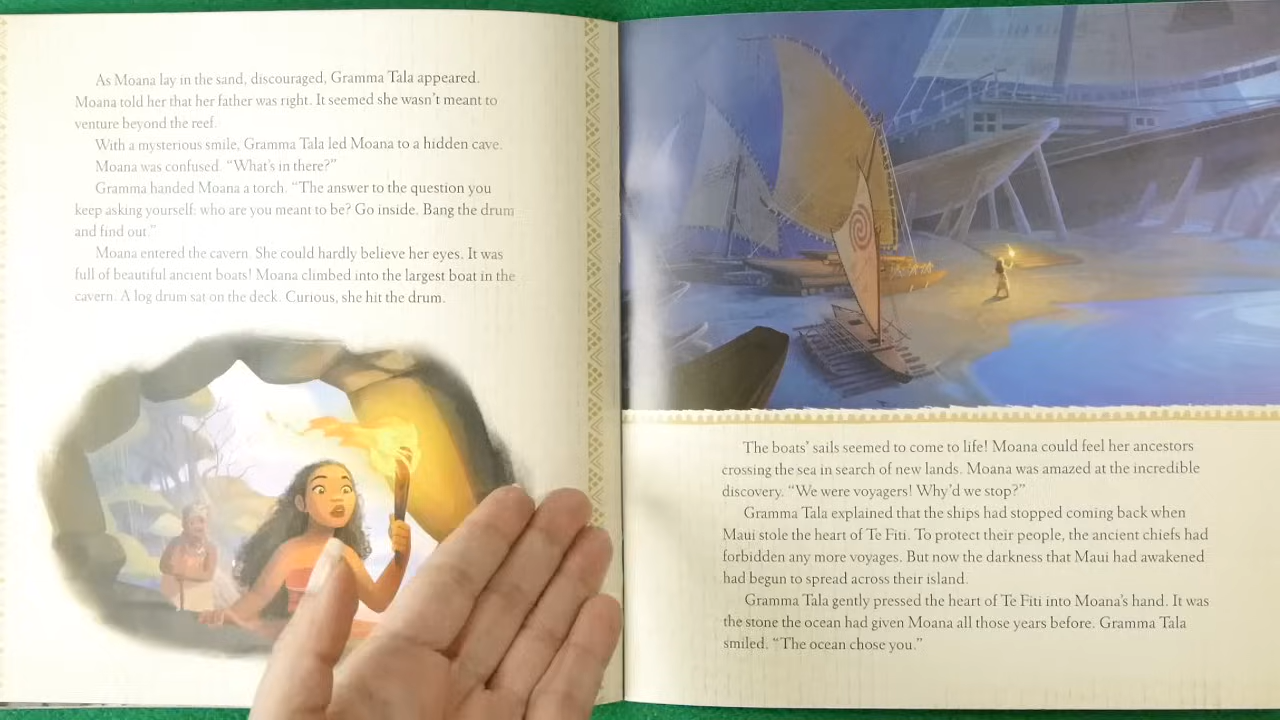 As Moana lay in the sand, discouraged, Gramma Tala appeared.
Moana told her that her father was right. It seemed she wasn't meant to
venture beyond the reef.
With a mysterious smile, Gramma Tala led Moana to a hidden cave.
Moana was confused. “What's in there?”
Gramma handed Moana a torch. “The answer to the question you
keep asking yourself: who are you meant to be? Go inside. Bang the drum
and find out.”
Moana entered the cavern. She could hardly believe her eyes. It was
full of beautiful ancient boats! Moana climbed into the largest boat in the
cavern. A log drum sat on the deck. Curious, she hit the drum.
The boats' sails seemed to come to life! Moana could feel her ancestors
crossing the sea in search of new lands. Moana was amazed at the incredible
discovery. “We were voyagers! Why'd we stop?”
Gramma Tala explained that the ships had stopped coming back when
Maui stole the heart of Te Fiti. To protect their people, the ancient chiefs had
forbidden any more voyages. But now the darkness that Maui had awakened
had begun to spread across their island.
Gramma Tala gently pressed the heart of Te Fiti into Moana's hand. It was
the stone the ocean had given Moana all those years before. Gramma Tala
smiled. “The ocean chose you.”